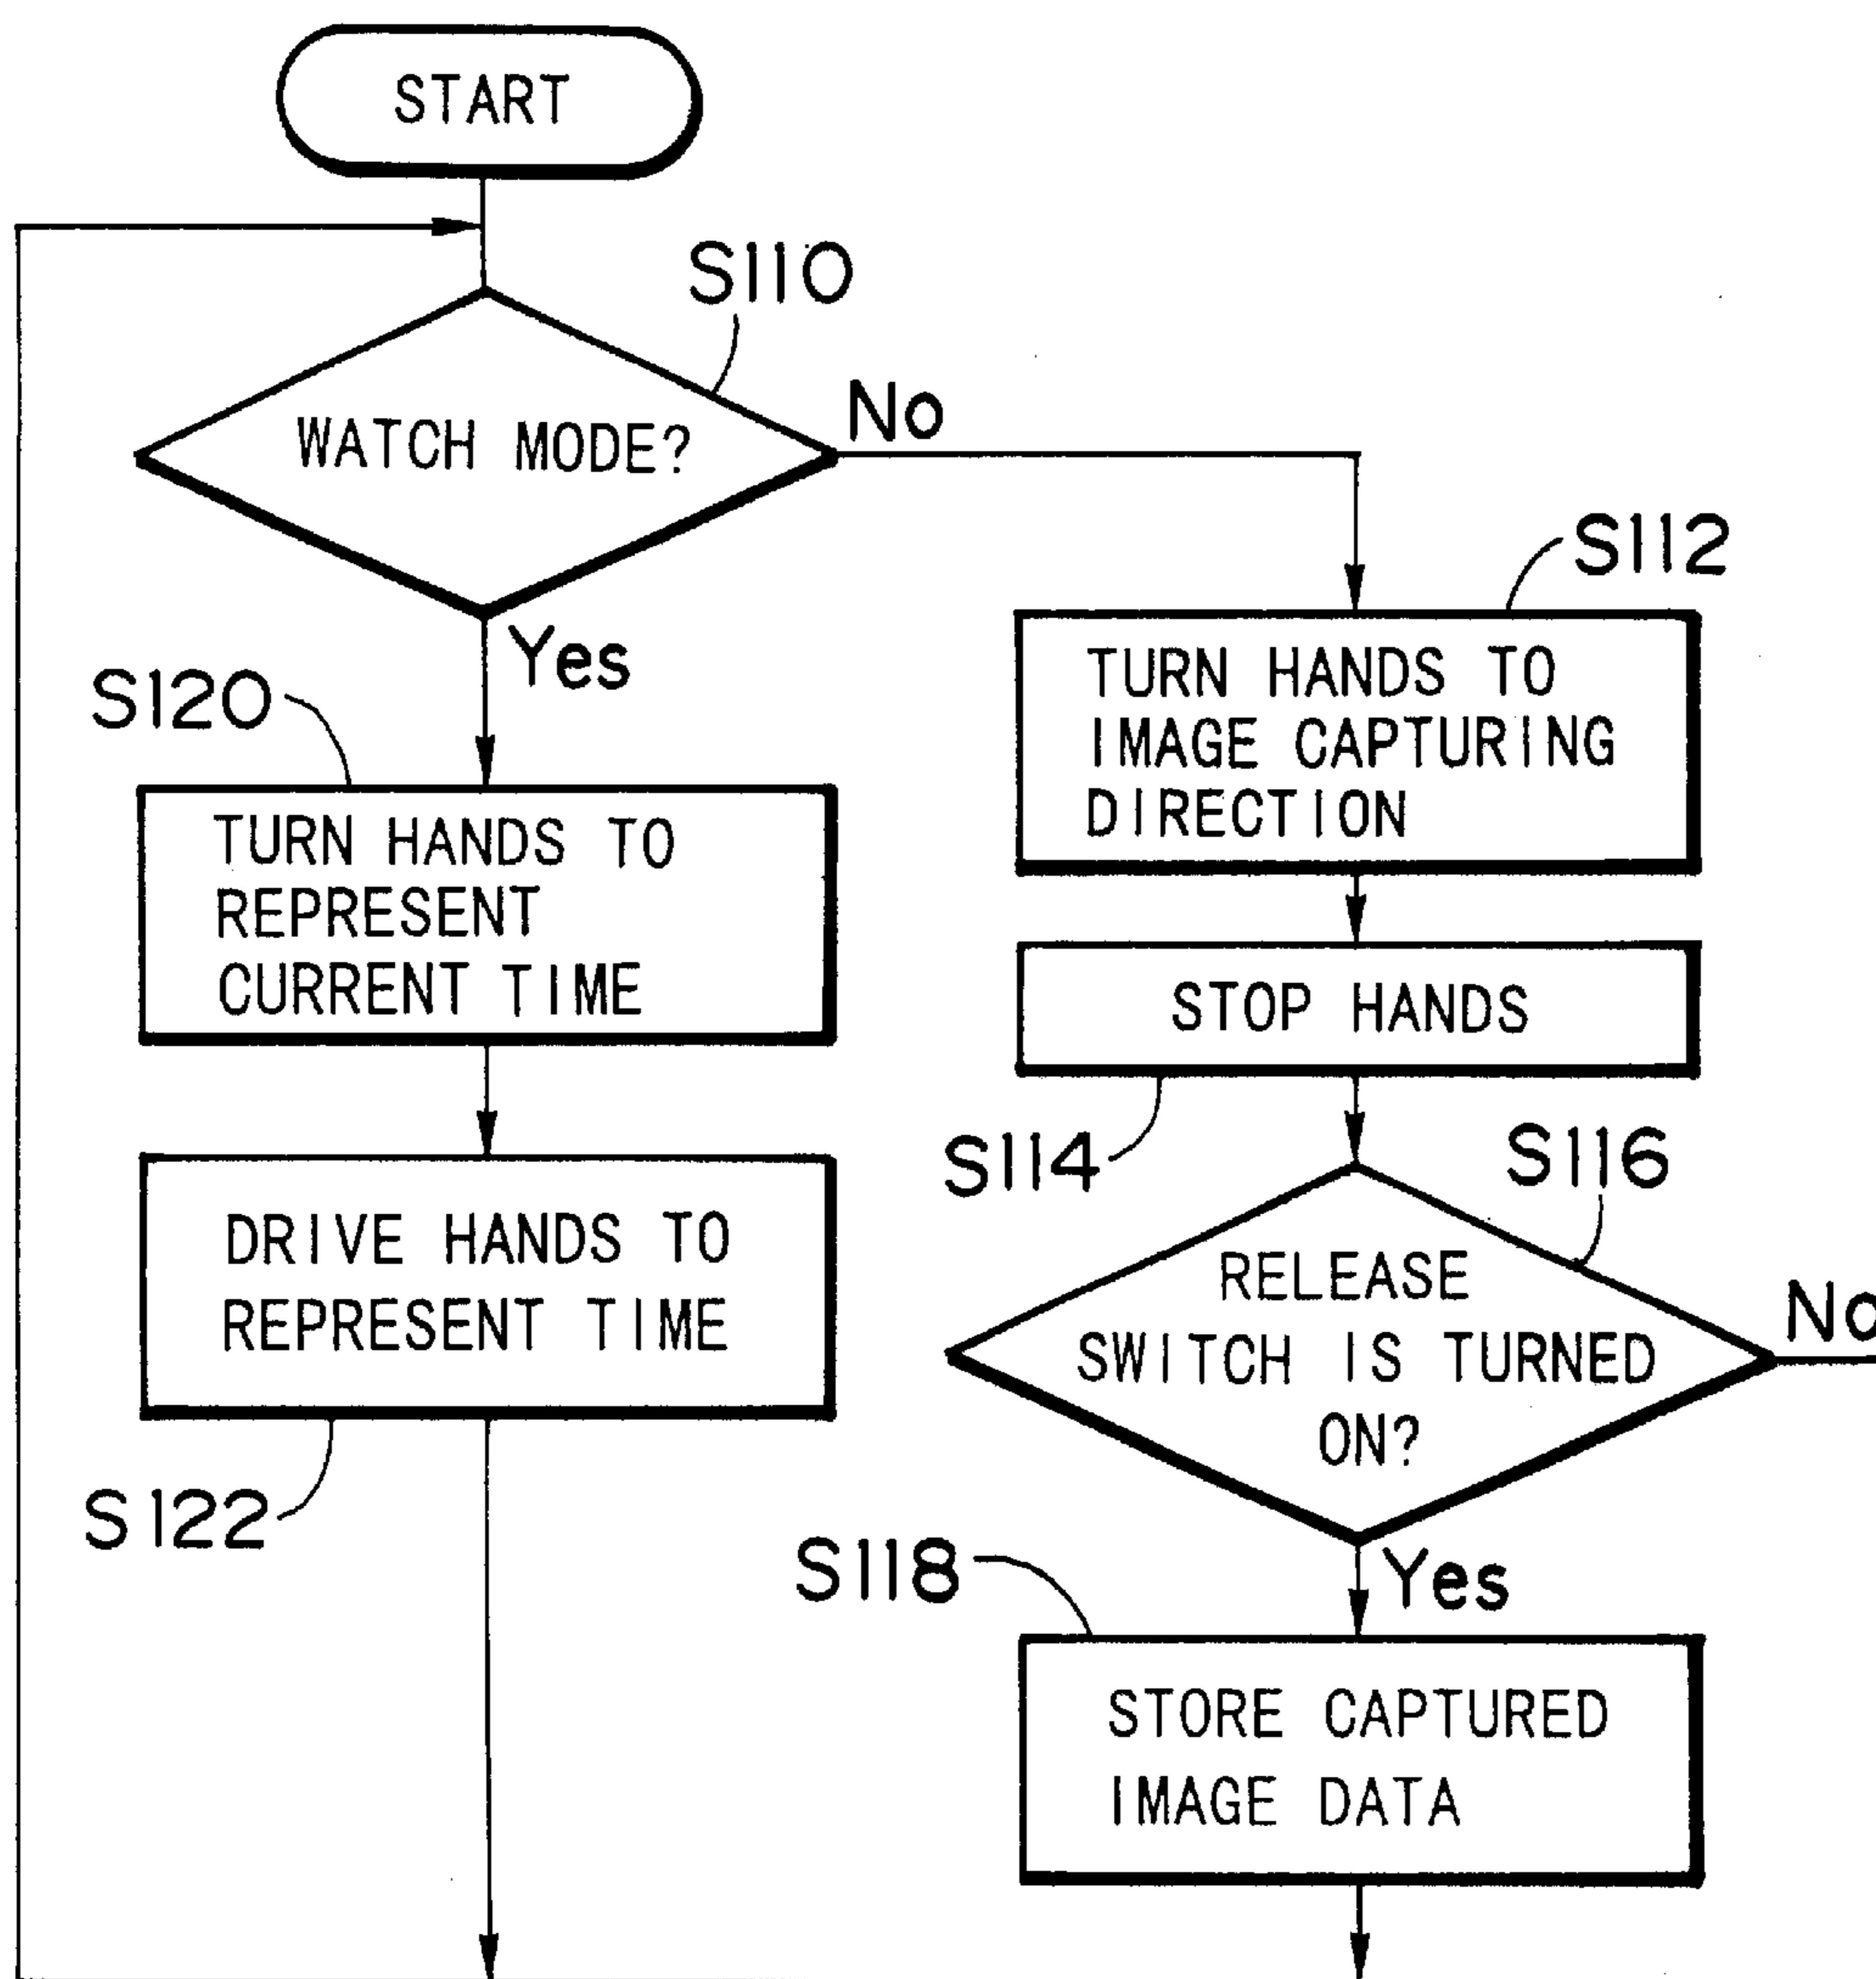 START
S110
WATCH MODE?
No
Yes
S120
TURN HANDS TO
REPRESENT
CURRENT TIME
DRIVE HANDS TO
REPRESENT TIME
S122
S112
TURN HANDS TO
IMAGE CAPTURING
DIRECTION
STOP HANDS
S114
S116
RELEASE
SWITCH IS TURNED
ON?
No
Yes
S118
STORE CAPTURED
IMAGE DATA